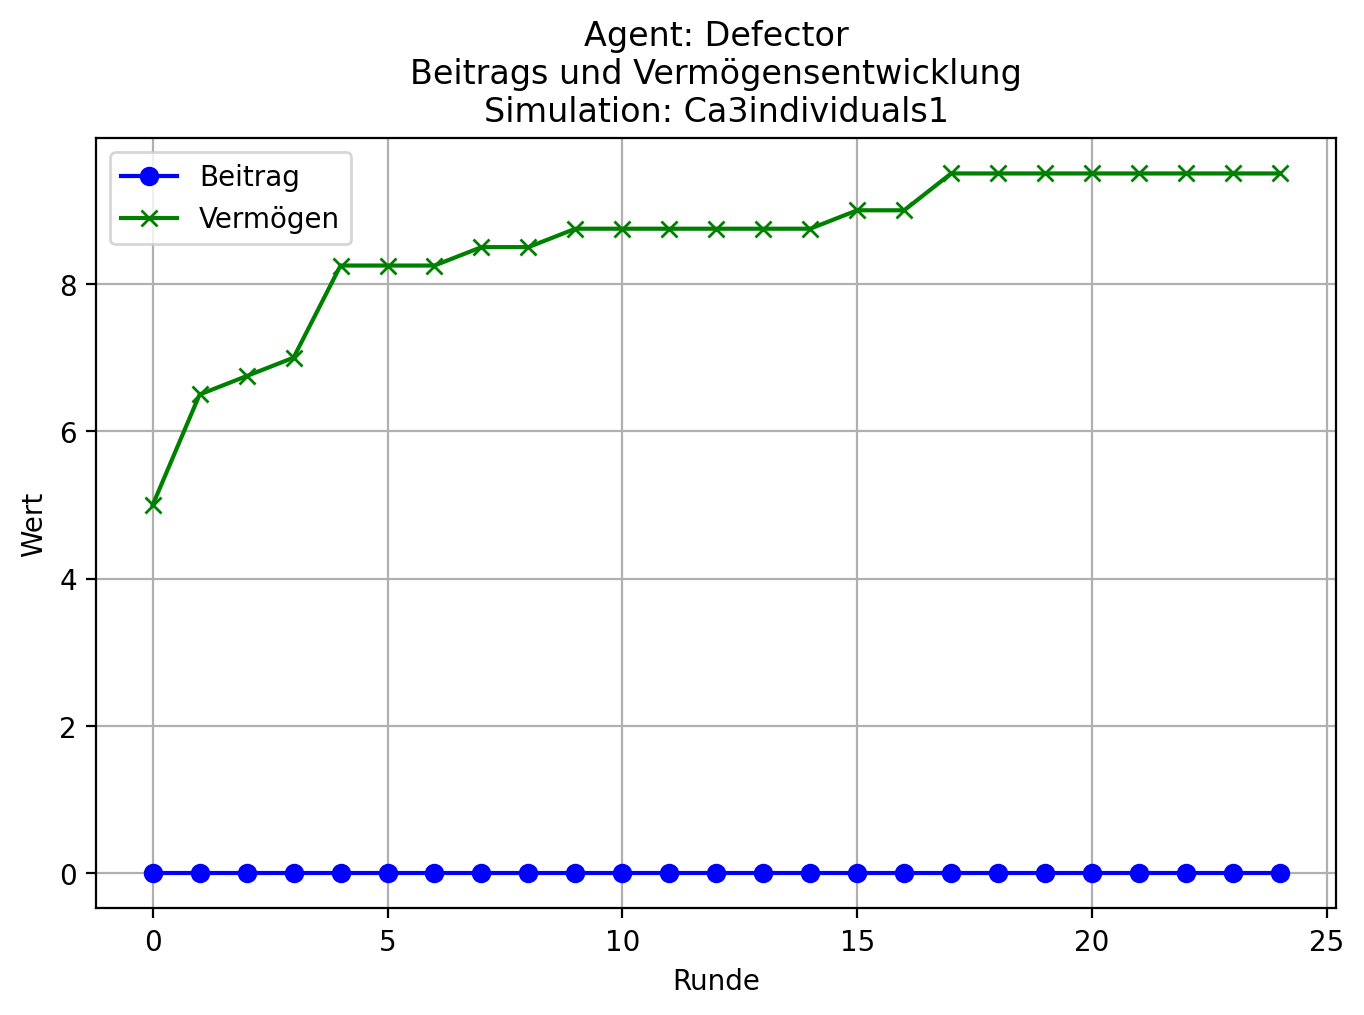 Agent: Defector
Beitrags und Vermögensentwicklung
Simulation: Ca3individuals1
Beitrag
Vermögen
8
6
4
2
0
Wert
0 5 10 15 20 25
Runde